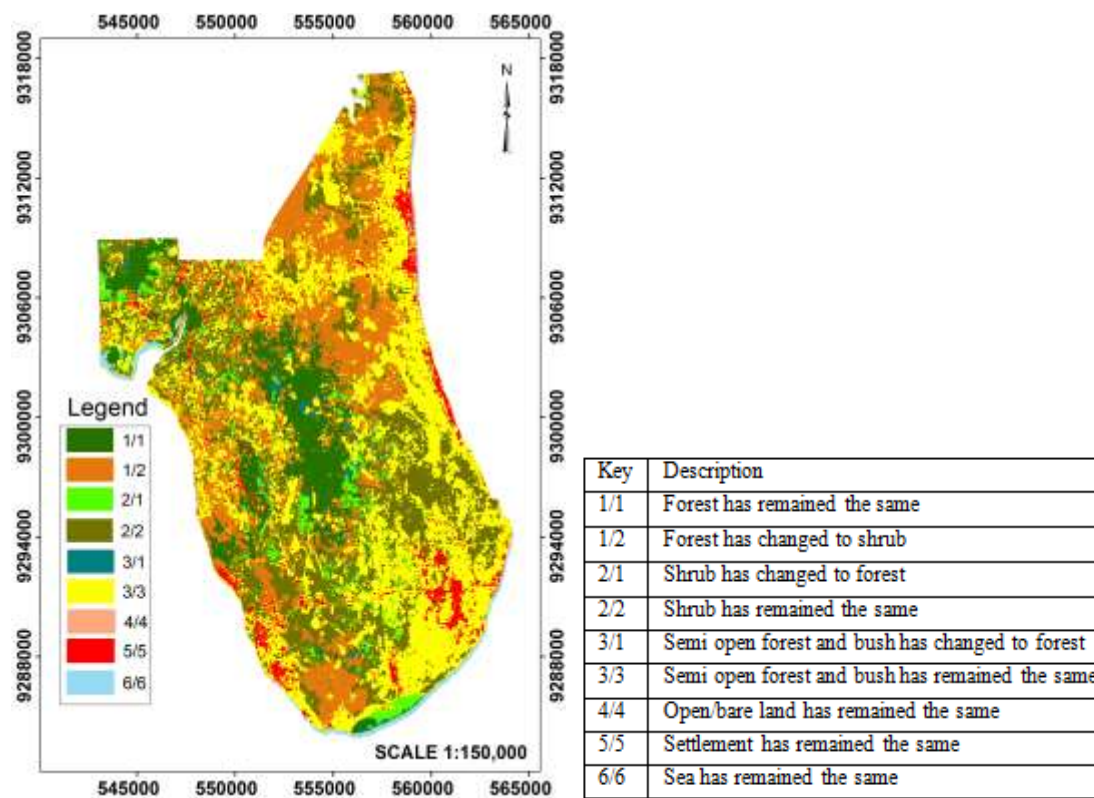 545000 550000 555000 560000 565000
9318000
9312000
9306000
9300000
9294000
9288000
9318000
9312000
9306000
9300000
9294000
9288000
N
Legend
1/1
1/2
2/1
2/2
3/1
3/3
4/4
5/5
6/6
SCALE 1:150,000
545000 550000 555000 560000 565000
Key Description
1/1 Forest has remained the same
1/2 Forest has changed to shrub
2/1 Shrub has changed to forest
2/2 Shrub has remained the same
3/1 Semi open forest and bush has changed to forest
3/3 Semi open forest and bush has remained the same
4/4 Open/bare land has remained the same
5/5 Settlement has remained the same
6/6 Sea has remained the same